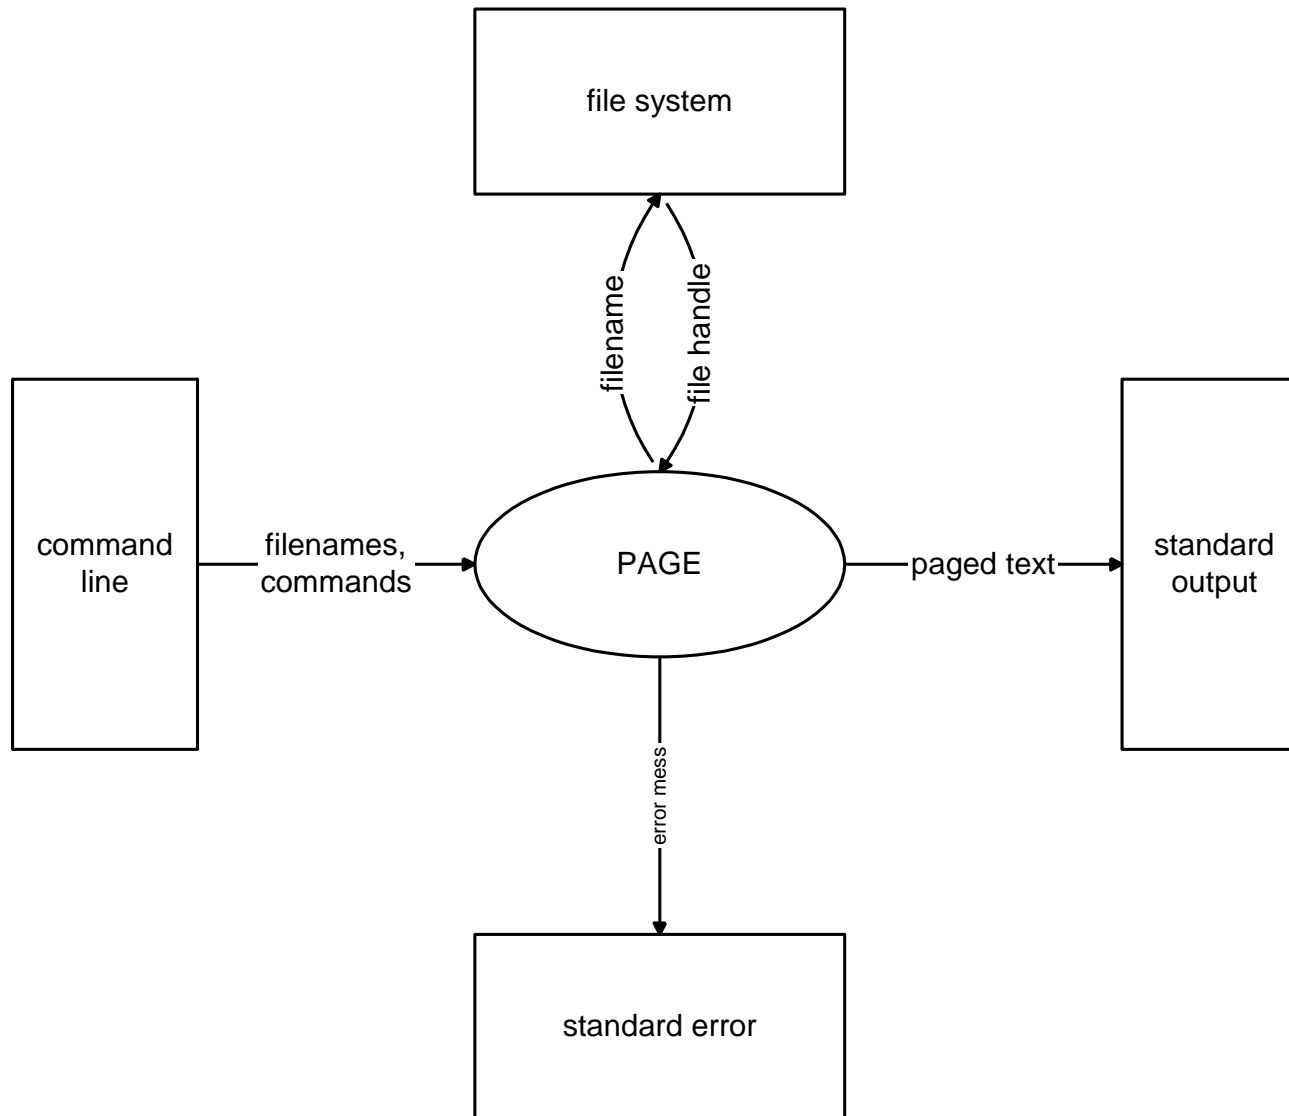 file system
filename
file handle
command
line
filenames,
commands
PAGE
paged text
standard
output
error mess
standard error